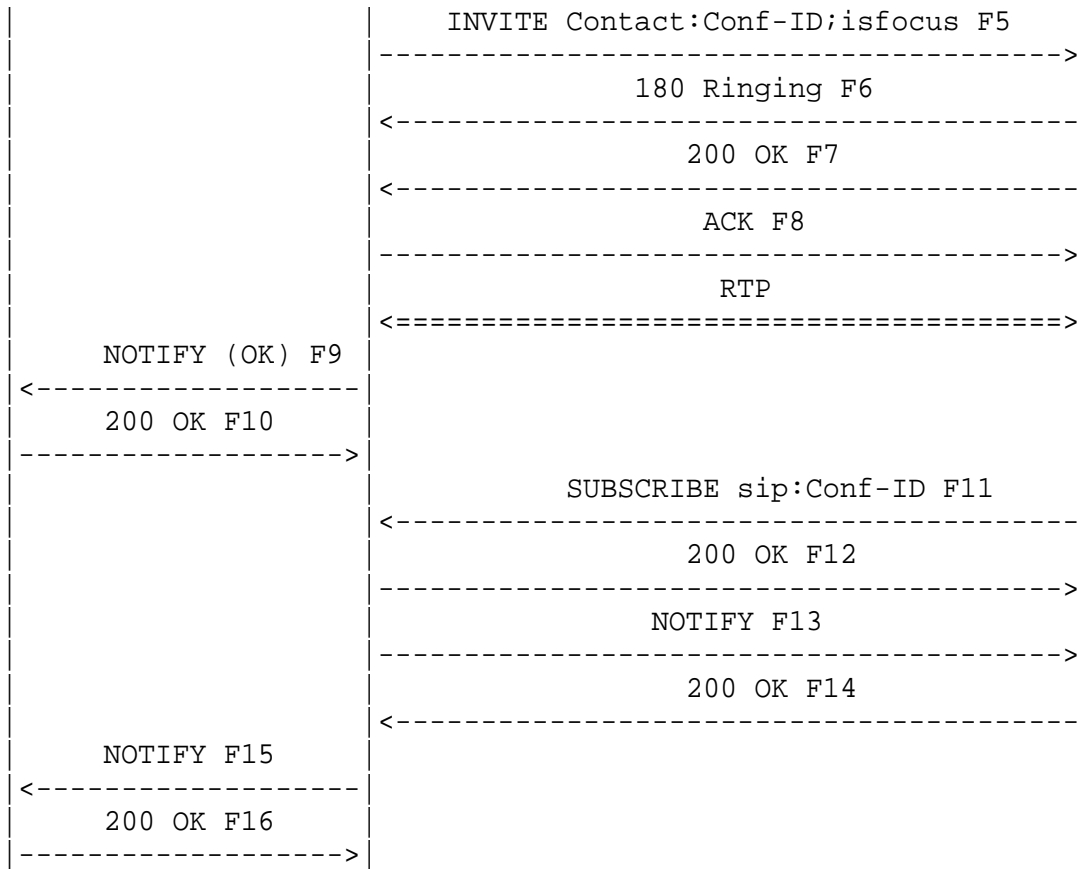 INVITE Contact:Conf-ID;isfocus F5
180 Ringing F6
200 OK F7
ACK F8
RTP
NOTIFY (OK) F9
200 OK F10
SUBSCRIBE sip:Conf-ID F11
200 OK F12
NOTIFY F13
200 OK F14
NOTIFY F15
200 OK F16